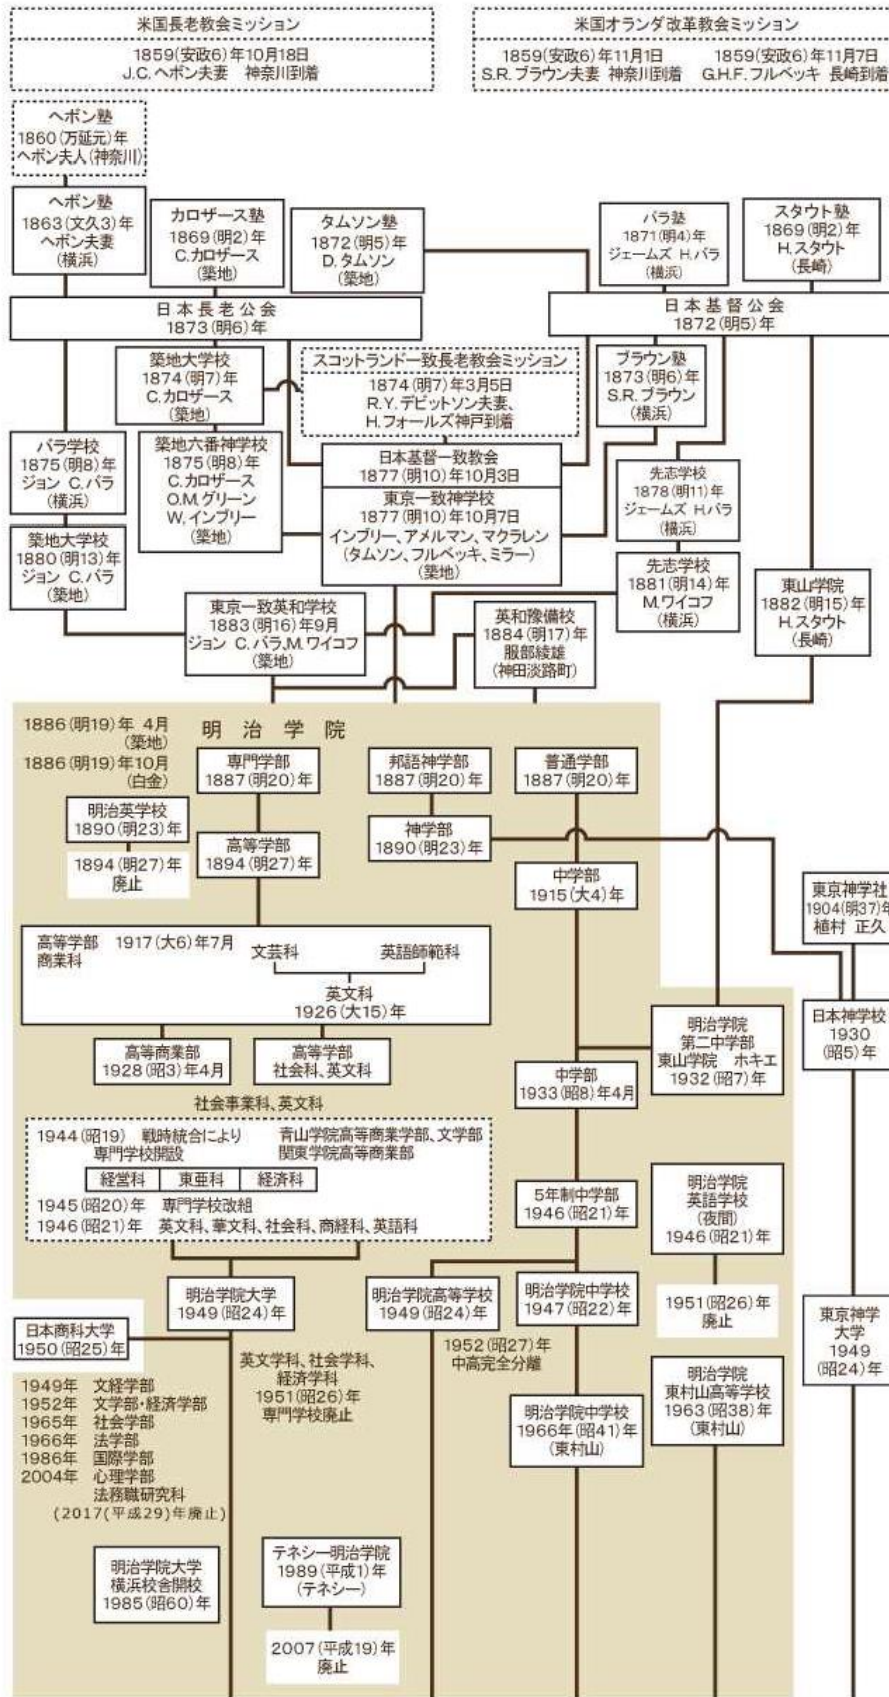 米国長老教会ミッション
1859(安政6)年10月18日
J.C. ヘボン夫妻 神奈川到着
米国オランダ改革教会ミッション
1859(安政6)年11月1日
S.R. ブラウン夫妻 神奈川到着
1859(安政6)年11月7日
G.H.F. フルベッキ 長崎到着
ヘボン塾
1860(万延元)年
ヘボン夫人(神奈川)
ヘボン塾
1863(文久3)年
ヘボン夫妻
(横浜)
カロザース塾
1869(明2)年
C.カロザース
(築地)
タムソン塾
1872(明5)年
D.タムソン
(築地)
バラ塾
1871(明4)年
ジェームズ H.バラ
(横浜)
スタウト塾
1869(明2)年
H.スタウト
(長崎)
日本長老公会
1873(明6)年
日本基督公会
1872(明5)年
築地大学校
1874(明7)年
C.カロザース
(築地)
スコットランド一致長老教会ミッション
1874(明7)年3月5日
R.Y.デビットソン夫妻、
H.フォールズ神戸到着
ブラウン塾
1873(明6)年
S.R.ブラウン
(横浜)
バラ学校
1875(明8)年
ジョン C.バラ
(横浜)
築地六番神学校
1875(明8)年
C.カロザース
O.M.グリーン
W.インブリー
(築地)
日本基督一致教会
1877(明10)年10月3日
東京一致神学校
1877(明10)年10月7日
インブリー、アメルマン、マクラレン
(タムソン、フルベッキ、ミラー)
(築地)
先志学校
1878(明11)年
ジェームズ H.バラ
(横浜)
築地大学校
1880(明13)年
ジョン C.バラ
(築地)
先志学校
1881(明14)年
M.ワイコフ
(横浜)
東山学院
1882(明15)年
H.スタウト
(長崎)
東京一致英和学校
1883(明16)年9月
ジョン C.バラ、M.ワイコフ
(築地)
英和豫備校
1884(明17)年
服部綾雄
(神田淡路町)
1886(明19)年 4月
(築地)
1886(明19)年10月
(白金)
明治学院
専門学部
1887(明20)年
邦語神学部
1887(明20)年
普通学部
1887(明20)年
明治英学校
1890(明23)年
1894(明27)年
廃止
高等学部
1894(明27)年
神学部
1890(明23)年
中学部
1915(大4)年
東京神学社
1904(明37)年
植村 正久
高等学部
商業科
1917(大6)年7月
文芸科
英語師範科
英文科
1926(大15)年
高等商業部
1928(昭3)年4月
高等学部
社会科、英文科
社会事業科、英文科
中学部
1933(昭8)年4月
明治学院
第二中学部
東山学院 ホキエ
1932(昭7)年
日本神学校
1930
(昭5)年
1944(昭19) 戦時統合により
専門学校開設
青山学院高等商業学部、文学部
関東学院高等商業部
経営科
東亜科
経済科
1945(昭20)年 専門学校改組
1946(昭21)年 英文科、華文科、社会科、商経科、英語科
5年制中学部
1946(昭21)年
明治学院
英語学校
(夜間)
1946(昭21)年
1951(昭26)年
廃止
明治学院大学
1949(昭24)年
明治学院高等学校
1949(昭24)年
明治学院中学校
1947(昭22)年
東京神学
大学
1949
(昭24)年
日本商科大学
1950(昭25)年
英文学科、社会学科、
経済学科
1951(昭26)年
専門学校廃止
1952(昭27)年
中高完全分離
明治学院中学校
1966年(昭41)年
(東村山)
明治学院
東村山高等学校
1963(昭38)年
(東村山)
1949年 文経学部
1952年 文学部・経済学部
1965年 社会学部
1966年 法学部
1986年 国際学部
2004年 心理学部
法務職研究科
(2017(平成29)年廃止)
明治学院大学
横浜校舎開校
1985(昭60)年
テネシー明治学院
1989(平成1)年
(テネシー)
2007(平成19)年
廃止